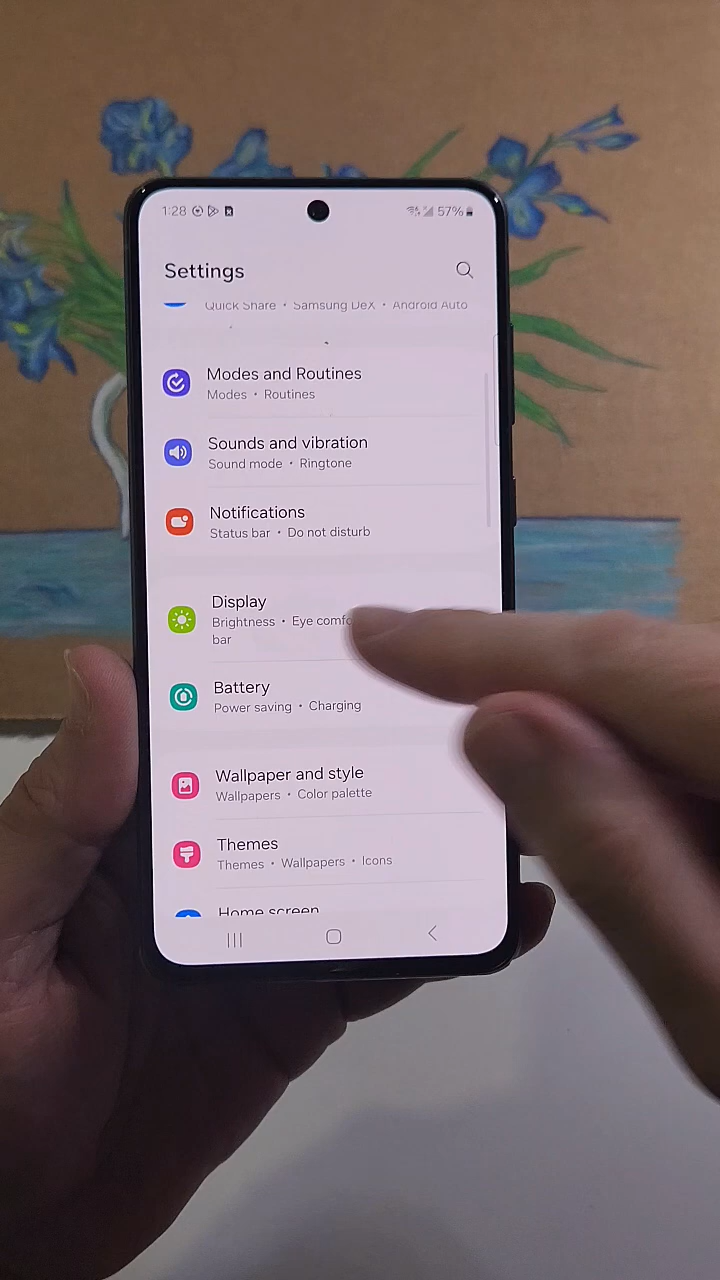 1:28
57%
Settings
Quick Share • Samsung DeX • Android Auto
Modes and Routines
Modes • Routines
Sounds and vibration
Sound mode • Ringtone
Notifications
Status bar • Do not disturb
Display
Brightness • Eye comfo
bar
Battery
Power saving • Charging
Wallpaper and style
Wallpapers • Color palette
Themes
Themes • Wallpapers • Icons
Home screen